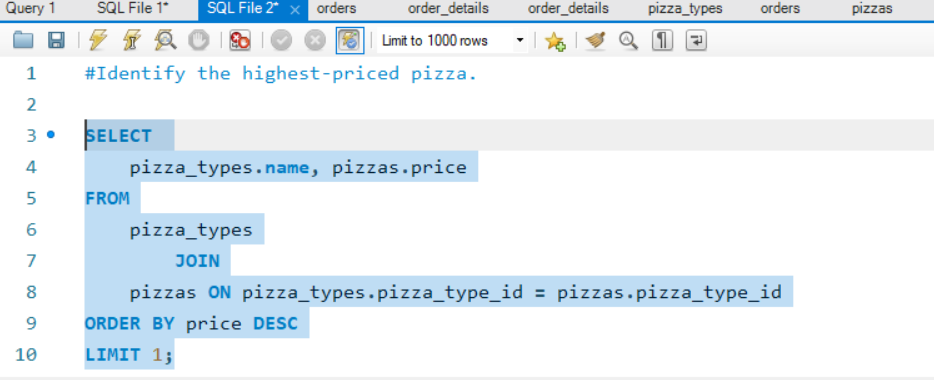 Query 1 SQL File 1* SQL File 2* × orders order_details order_details pizza_types orders pizzas
Limit to 1000 rows
1 #Identify the highest-priced pizza.
2
3 SELECT
4 pizza_types.name, pizzas.price
5 FROM
6 pizza_types
7 JOIN
8 pizzas ON pizza_types.pizza_type_id = pizzas.pizza_type_id
9 ORDER BY price DESC
10 LIMIT 1;